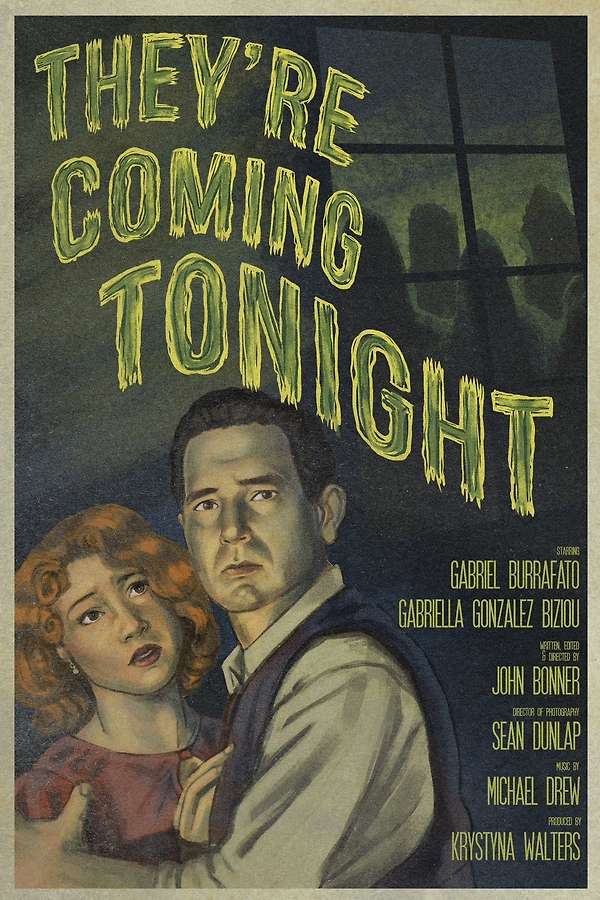 THEY'RE
COMING
TONIGHT
STARRING
GABRIEL BURRAFATO
GABRIELLA GONZALEZ BIZIOU
WRITTEN, EDITED
& DIRECTED BY
JOHN BONNER
DIRECTOR OF PHOTOGRAPHY
SEAN DUNLAP
MUSIC BY
MICHAEL DREW
PRODUCED BY
KRYSTYNA WALTERS